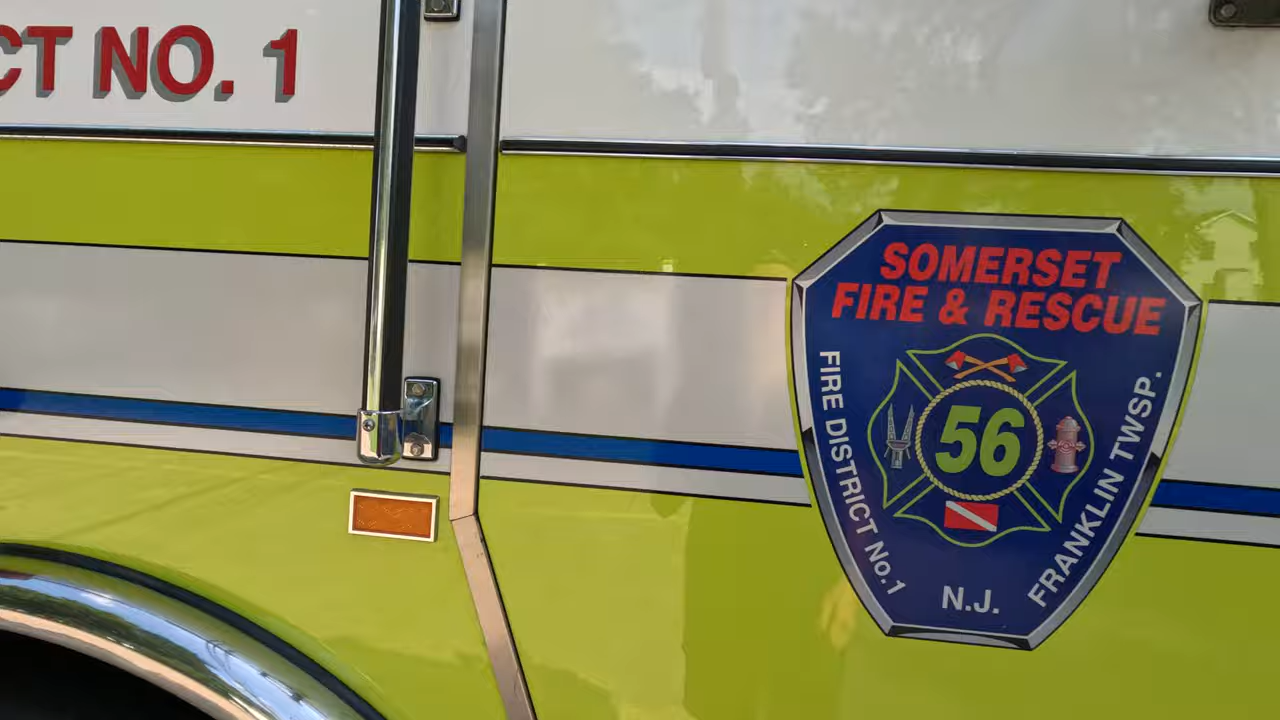 CT NO. 1
SOMERSET
FIRE & RESCUE
FIRE DISTRICT No.1
56
FRANKLIN TWSP.
N.J.